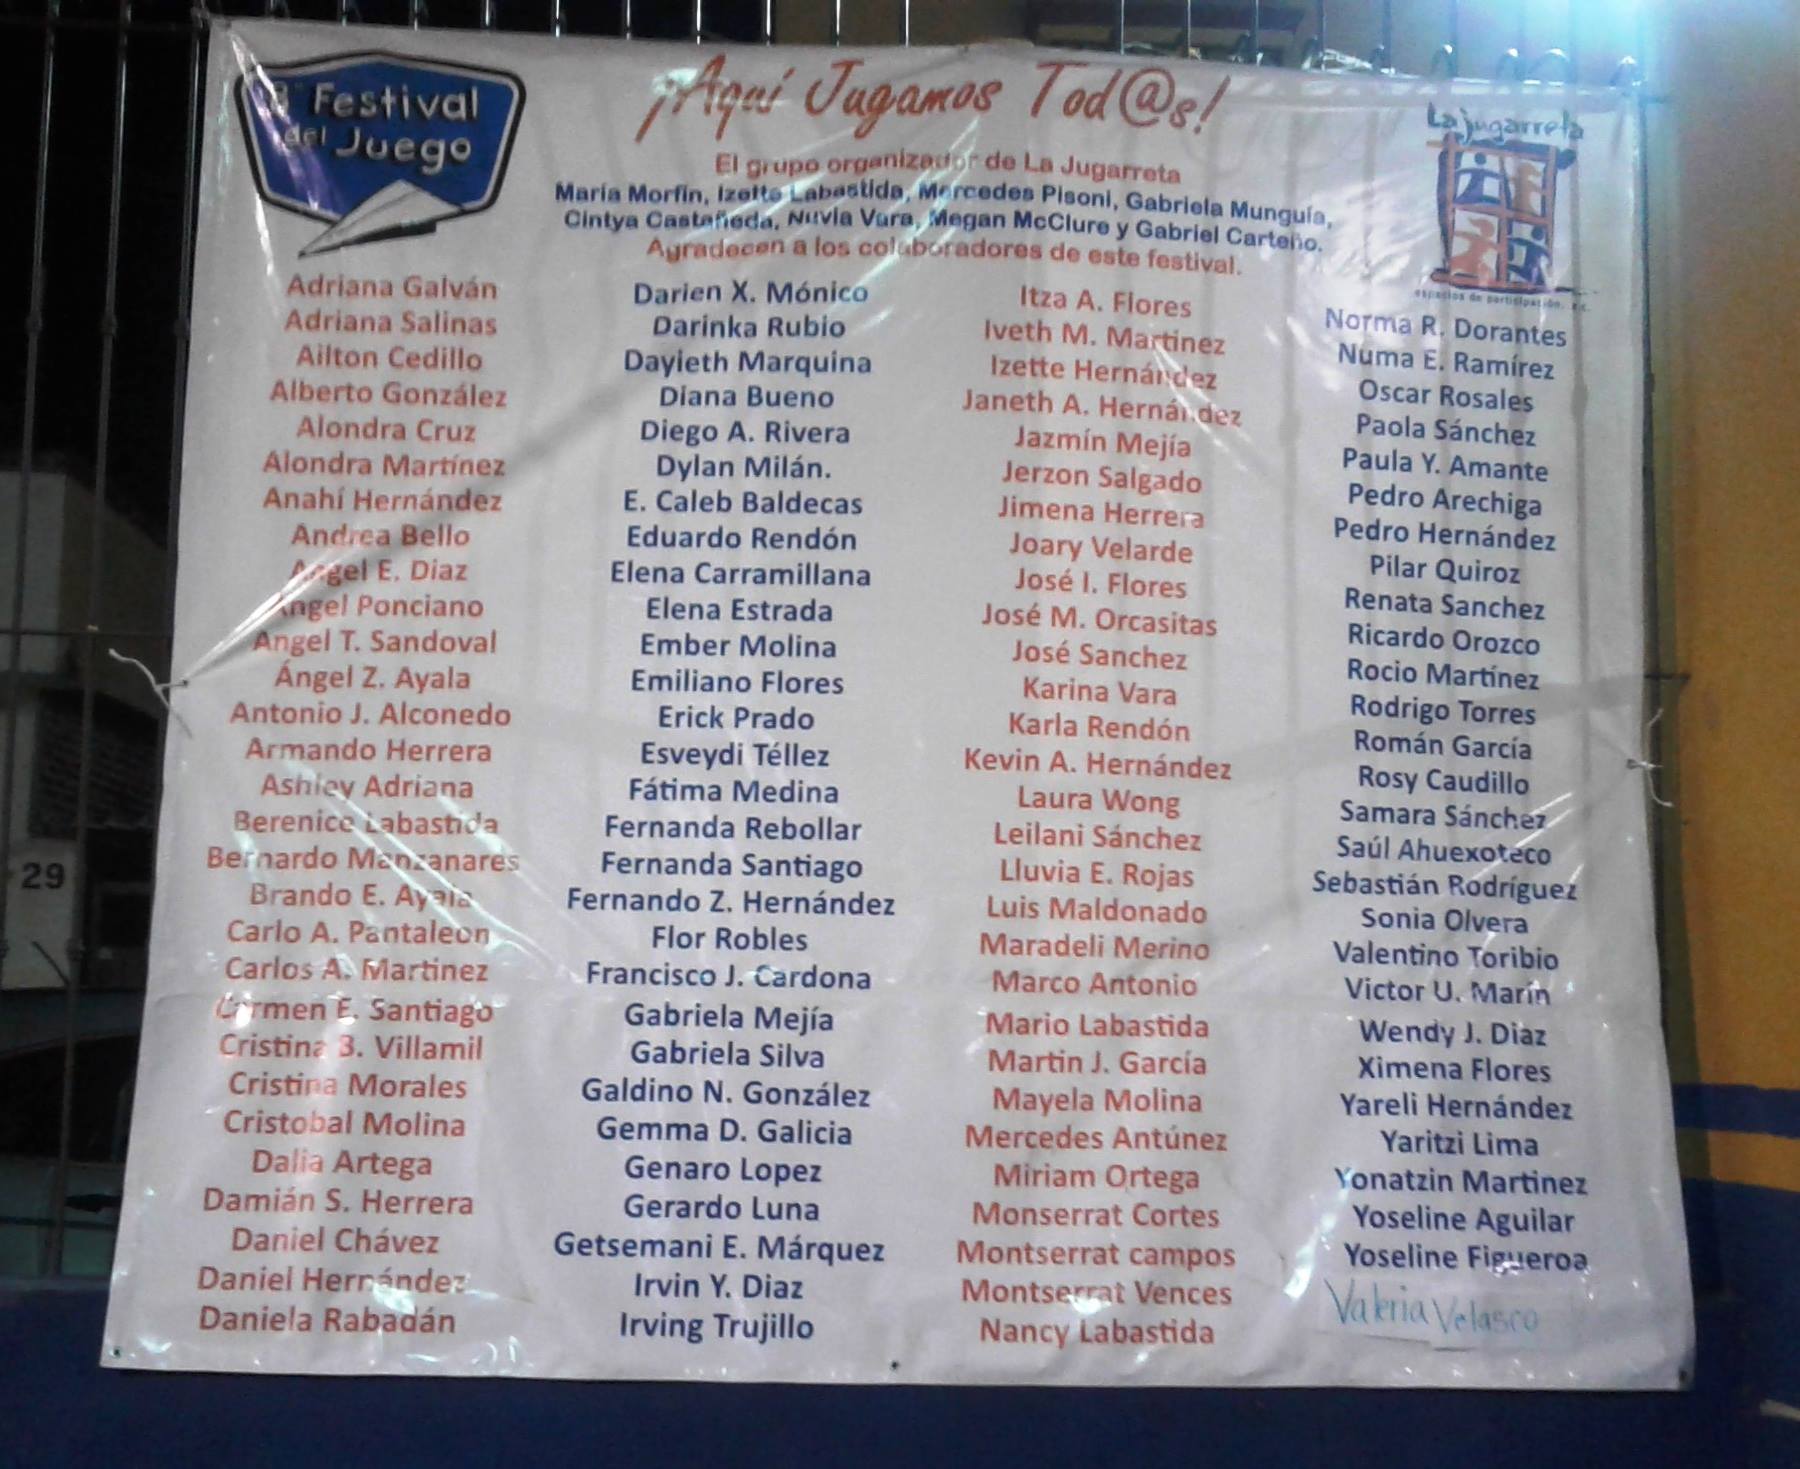 Festival
del Juego
¡Aquí Jugamos Tod@s!
La jugarreta
espacios de participación, a.c.
El grupo organizador de La Jugarreta
María Morfin, Izette Labastida, Mercedes Pisoni, Gabriela Munguía,
Cintya Castañeda, Nuvia Vara, Megan McClure y Gabriel Carteño.
Agradecen a los colaboradores de este festival.
Adriana Galván
Adriana Salinas
Ailton Cedillo
Alberto González
Alondra Cruz
Alondra Martínez
Anahí Hernández
Andrea Bello
Angel E. Diaz
Angel Ponciano
Angel T. Sandoval
Ángel Z. Ayala
Antonio J. Alconedo
Armando Herrera
Ashley Adriana
Berenice Labastida
Bernardo Manzanares
Brando E. Ayala
Carlo A. Pantaleon
Carlos A. Martinez
Carmen E. Santiago
Cristina B. Villamil
Cristina Morales
Cristobal Molina
Dalia Artega
Damián S. Herrera
Daniel Chávez
Daniel Hernández
Daniela Rabadán
Darien X. Mónico
Darinka Rubio
Dayieth Marquina
Diana Bueno
Diego A. Rivera
Dylan Milán.
E. Caleb Baldecas
Eduardo Rendón
Elena Carramillana
Elena Estrada
Ember Molina
Emiliano Flores
Erick Prado
Esveydi Téllez
Fátima Medina
Fernanda Rebollar
Fernanda Santiago
Fernando Z. Hernández
Flor Robles
Francisco J. Cardona
Gabriela Mejía
Gabriela Silva
Galdino N. González
Gemma D. Galicia
Genaro Lopez
Gerardo Luna
Getsemani E. Márquez
Irvin Y. Diaz
Irving Trujillo
Itza A. Flores
Iveth M. Martinez
Izette Hernández
Janeth A. Hernández
Jazmín Mejía
Jerzon Salgado
Jimena Herrera
Joary Velarde
José I. Flores
José M. Orcasitas
José Sanchez
Karina Vara
Karla Rendón
Kevin A. Hernández
Laura Wong
Leilani Sánchez
Lluvia E. Rojas
Luis Maldonado
Maradeli Merino
Marco Antonio
Mario Labastida
Martin J. García
Mayela Molina
Mercedes Antúnez
Miriam Ortega
Monserrat Cortes
Montserrat campos
Montserrat Vences
Nancy Labastida
Norma R. Dorantes
Numa E. Ramírez
Oscar Rosales
Paola Sánchez
Paula Y. Amante
Pedro Arechiga
Pedro Hernández
Pilar Quiroz
Renata Sanchez
Ricardo Orozco
Rocio Martínez
Rodrigo Torres
Román García
Rosy Caudillo
Samara Sánchez
Saúl Ahuexoteco
Sebastián Rodríguez
Sonia Olvera
Valentino Toribio
Victor U. Marín
Wendy J. Diaz
Ximena Flores
Yareli Hernández
Yaritzi Lima
Yonatzin Martinez
Yoseline Aguilar
Yoseline Figueroa
Valeria Velasco
29